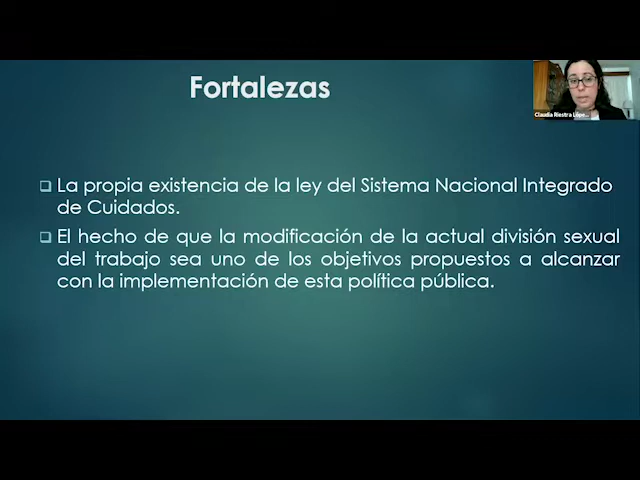 Fortalezas
Claudia Riestra Lópe...
La propia existencia de la ley del Sistema Nacional Integrado
de Cuidados.
El hecho de que la modificación de la actual división sexual
del trabajo sea uno de los objetivos propuestos a alcanzar
con la implementación de esta política pública.